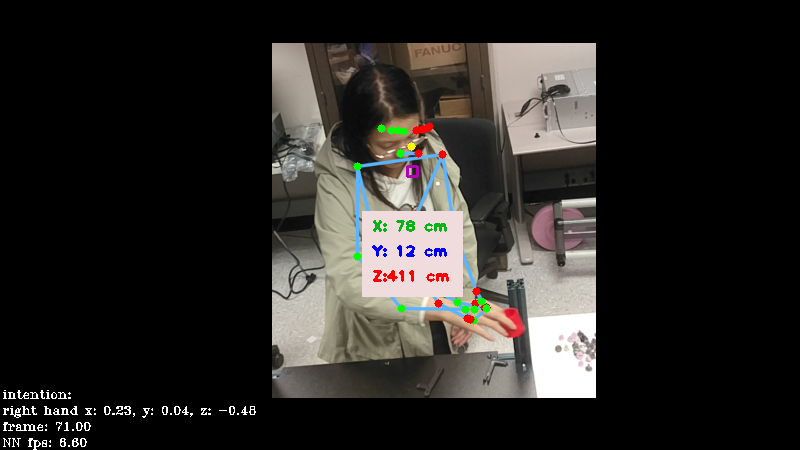 FANUC
X: 78 cm
Y: 12 cm
Z:411 cm
intention:
right hand x: 0.23, y: 0.04, z: -0.48
frame: 71.00
NN fps: 6.60